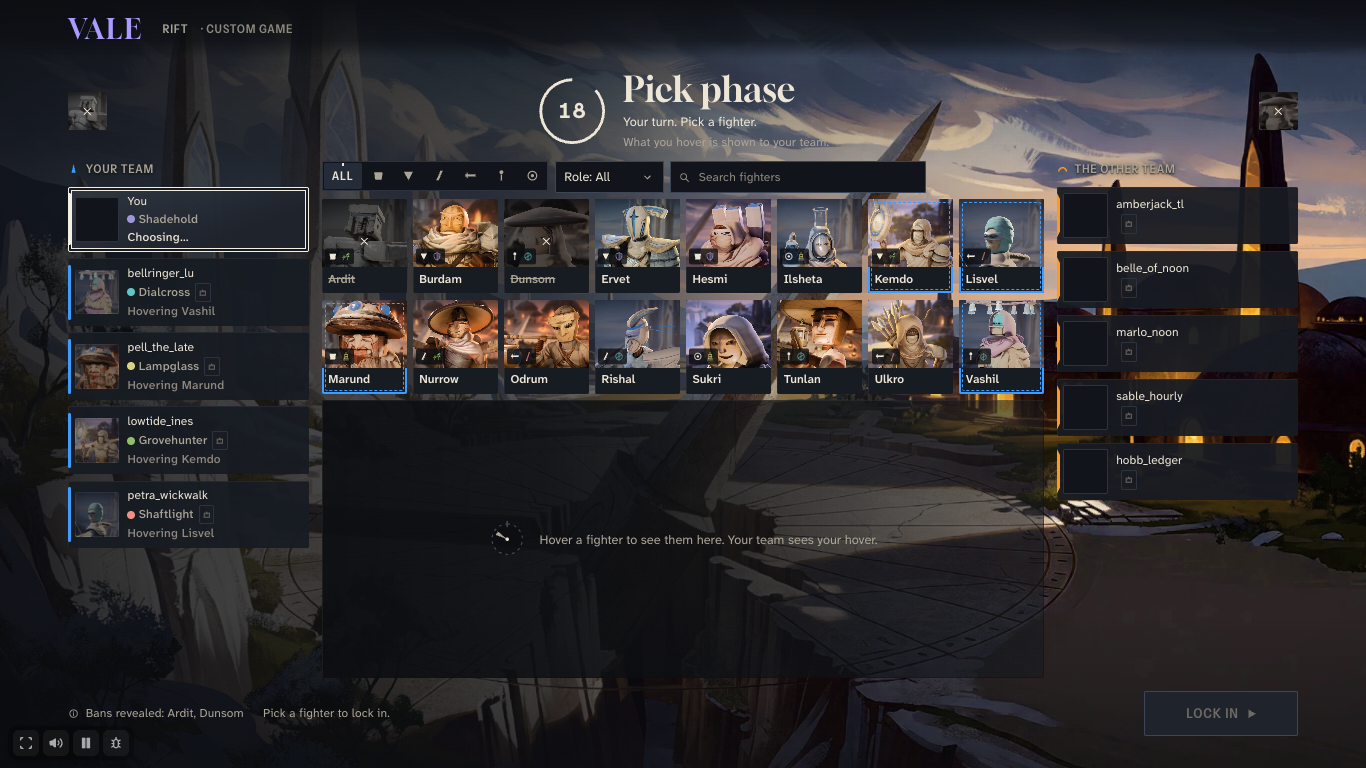 VALE
RIFT · CUSTOM GAME
18
Pick phase
Your turn. Pick a fighter.
What you hover is shown to your team.
YOUR TEAM
You
Shadehold
Choosing...
bellringer_lu
Dialcross
Hovering Vashil
pell_the_late
Lampglass
Hovering Marund
lowtide_ines
Grovehunter
Hovering Kemdo
petra_wickwalk
Shaftlight
Hovering Lisvel
ALL
Role: All
Search fighters
Ardit
Burdam
Dunsom
Ervet
Hesmi
Ilsheta
Kemdo
Lisvel
Marund
Nurrow
Odrum
Rishal
Sukri
Tunlan
Ulkro
Vashil
Hover a fighter to see them here. Your team sees your hover.
THE OTHER TEAM
amberjack_tl
belle_of_noon
marlo_noon
sable_hourly
hobb_ledger
Bans revealed: Ardit, Dunsom
Pick a fighter to lock in.
LOCK IN